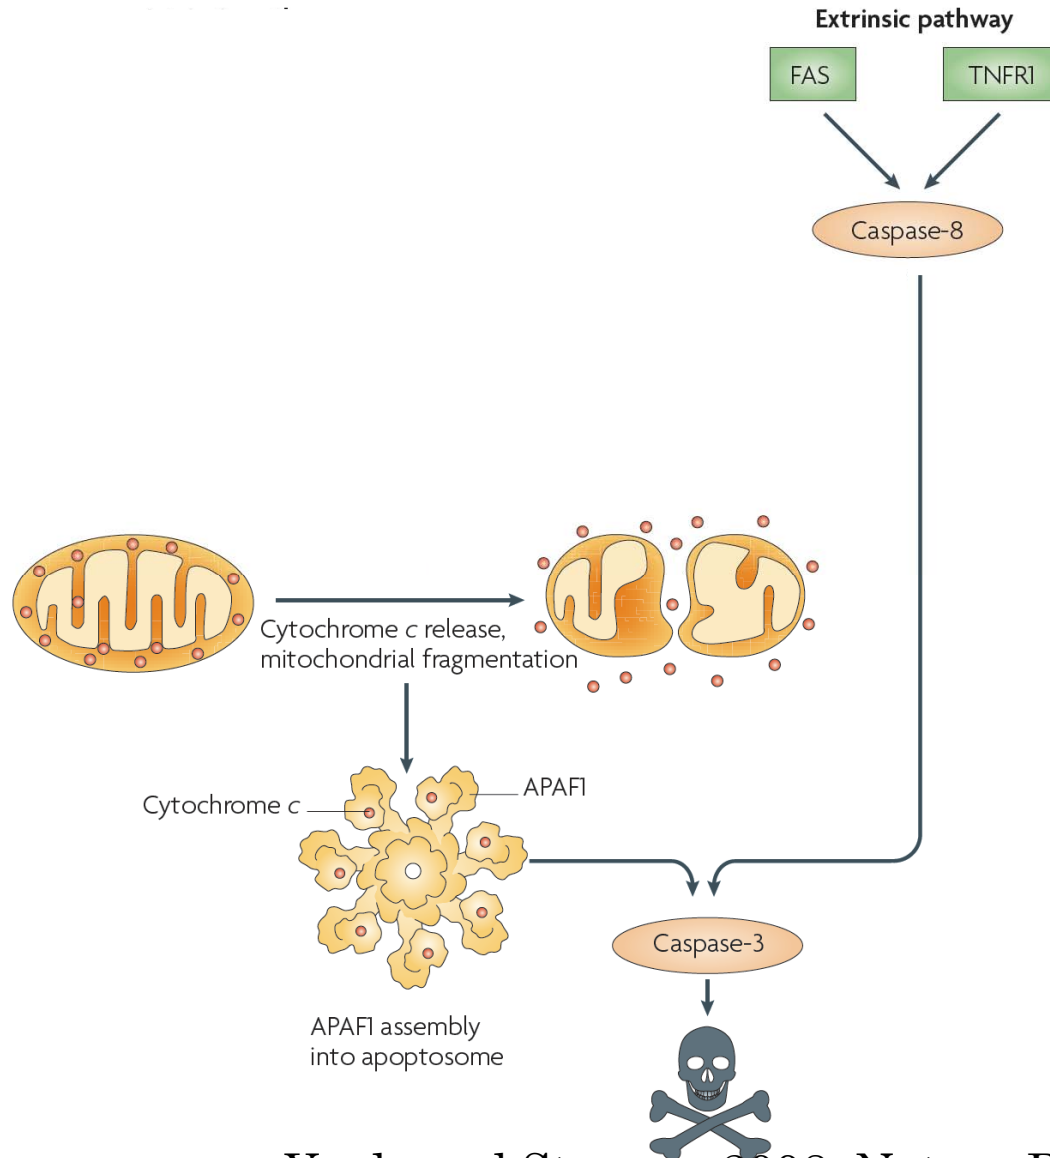 Extrinsic pathway
FAS
TNFR1
Caspase-8
Cytochrome c release,
mitochondrial fragmentation
Cytochrome c
APAF1
Caspase-3
APAF1 assembly
into apoptosome